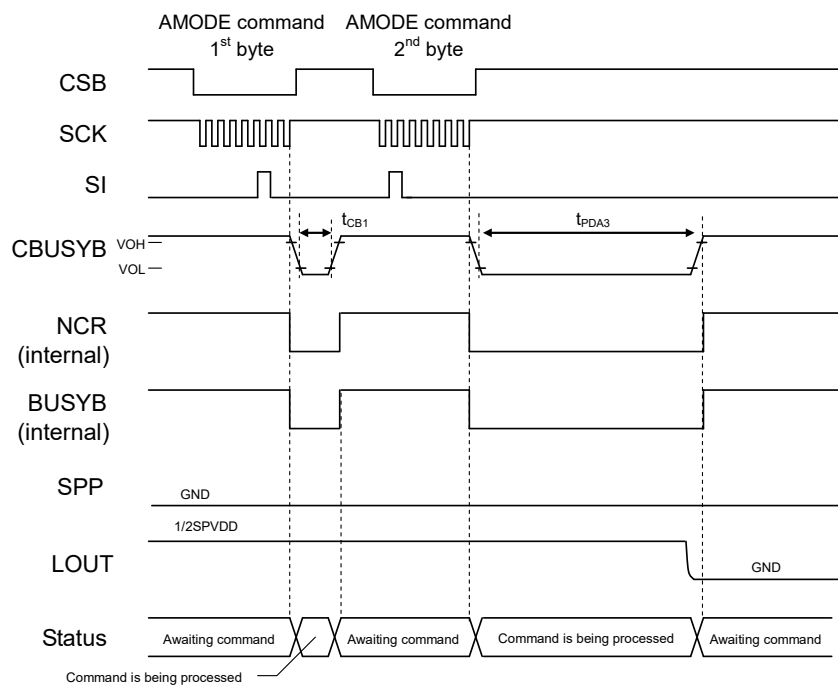 AMODE command
1st byte
AMODE command
2nd byte
CSB
SCK
SI
tCB1
tPDA3
CBUSYB
VOH
VOL
NCR
(internal)
BUSYB
(internal)
SPP
GND
1/2SPVDD
LOUT
GND
Status
Awaiting command
Awaiting command
Command is being processed
Awaiting command
Command is being processed